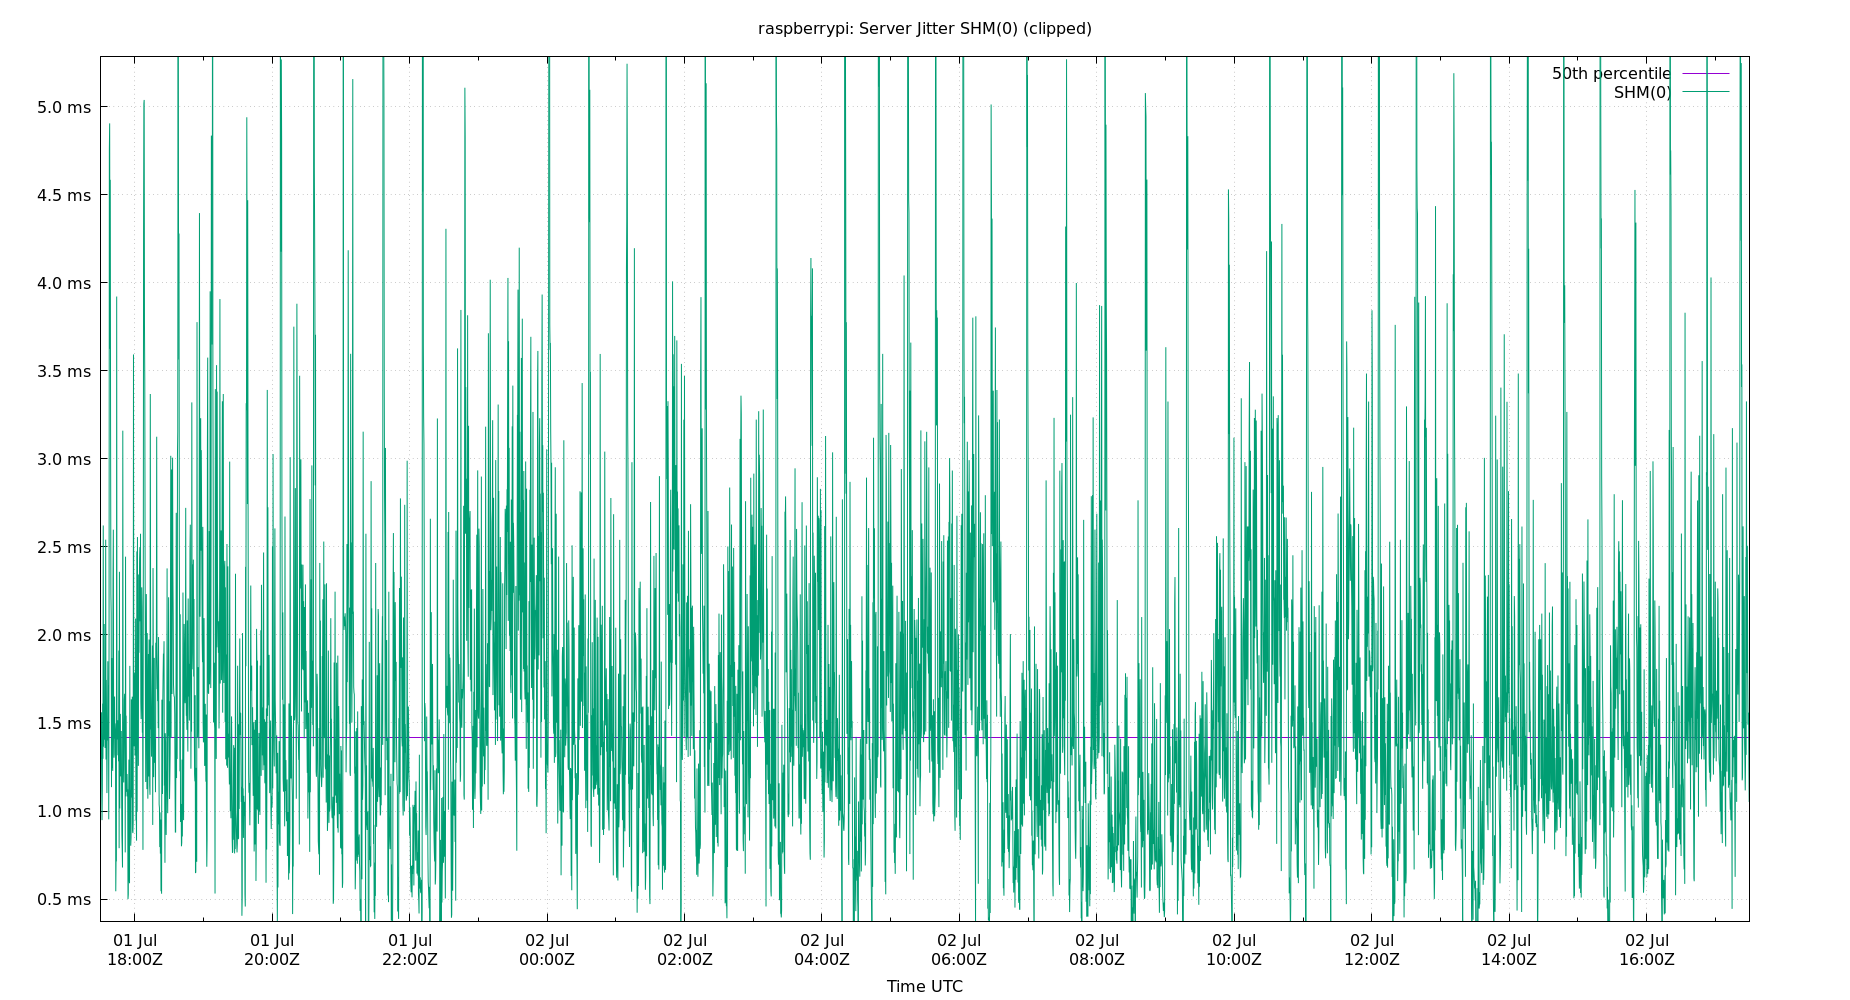 raspberrypi: Server Jitter SHM(0) (clipped)
50th percentile
SHM(0)
5.0 ms
4.5 ms
4.0 ms
3.5 ms
3.0 ms
2.5 ms
2.0 ms
1.5 ms
1.0 ms
0.5 ms
01 Jul 01 Jul 01 Jul 02 Jul 02 Jul 02 Jul 02 Jul 02 Jul 02 Jul 02 Jul 02 Jul 02 Jul
18:00Z 20:00Z 22:00Z 00:00Z 02:00Z 04:00Z 06:00Z 08:00Z 10:00Z 12:00Z 14:00Z 16:00Z
Time UTC